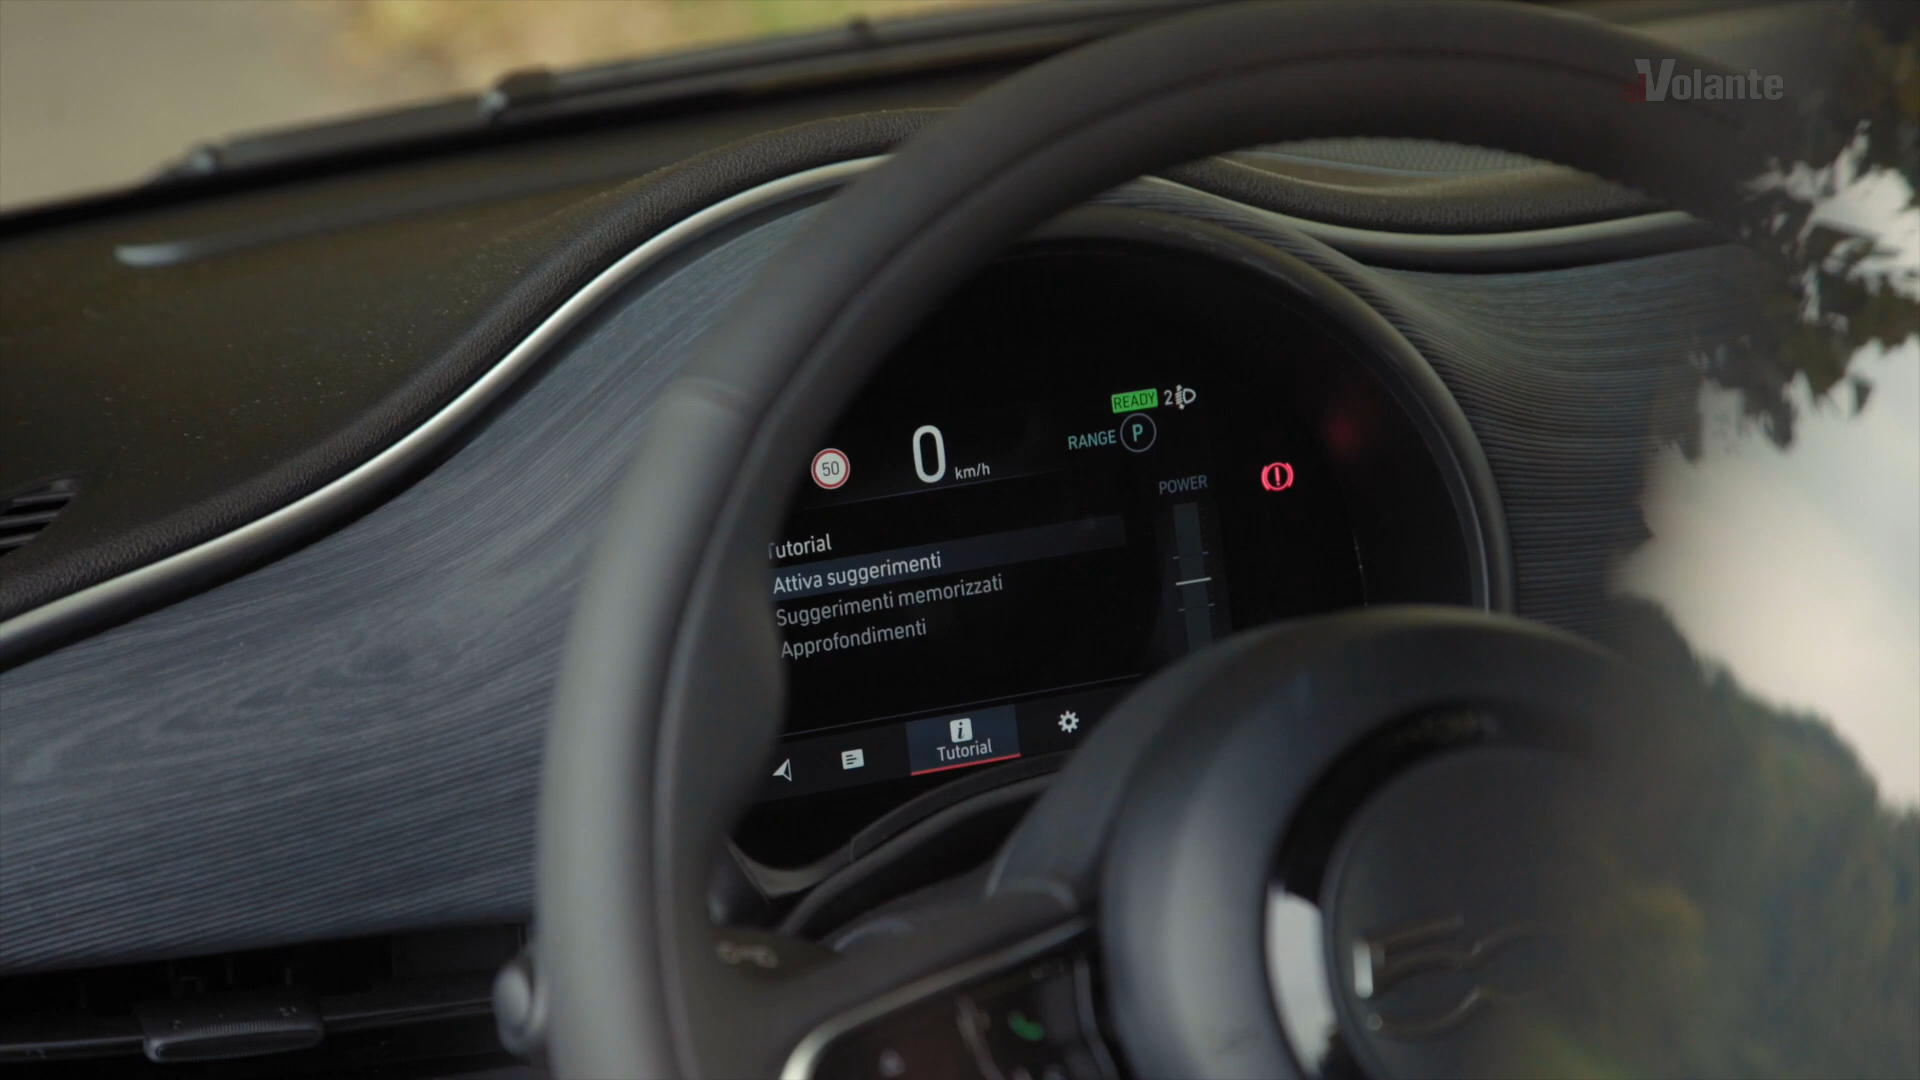 Volante
READY 2
50
0 km/h
RANGE P
POWER
Tutorial
Attiva suggerimenti
Suggerimenti memorizzati
Approfondimenti
i
Tutorial